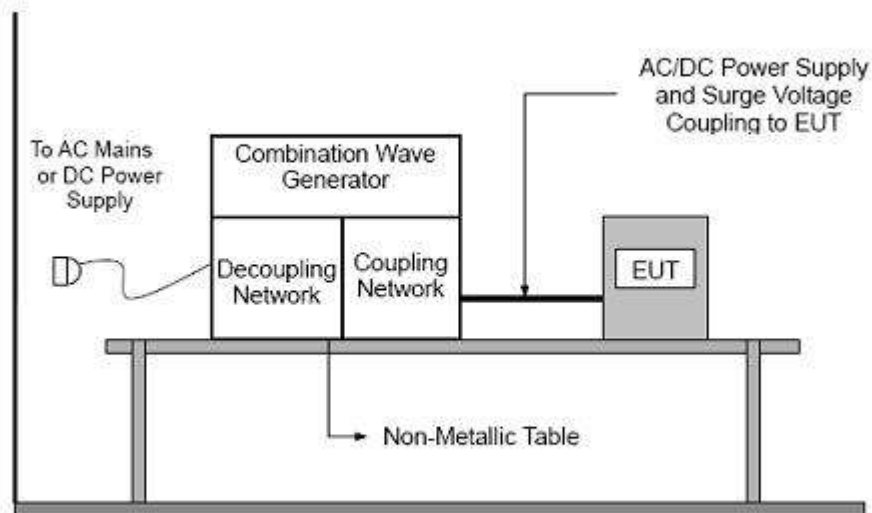 To AC Mains
or DC Power
Supply
Combination Wave
Generator
Decoupling
Network
Coupling
Network
AC/DC Power Supply
and Surge Voltage
Coupling to EUT
EUT
Non-Metallic Table